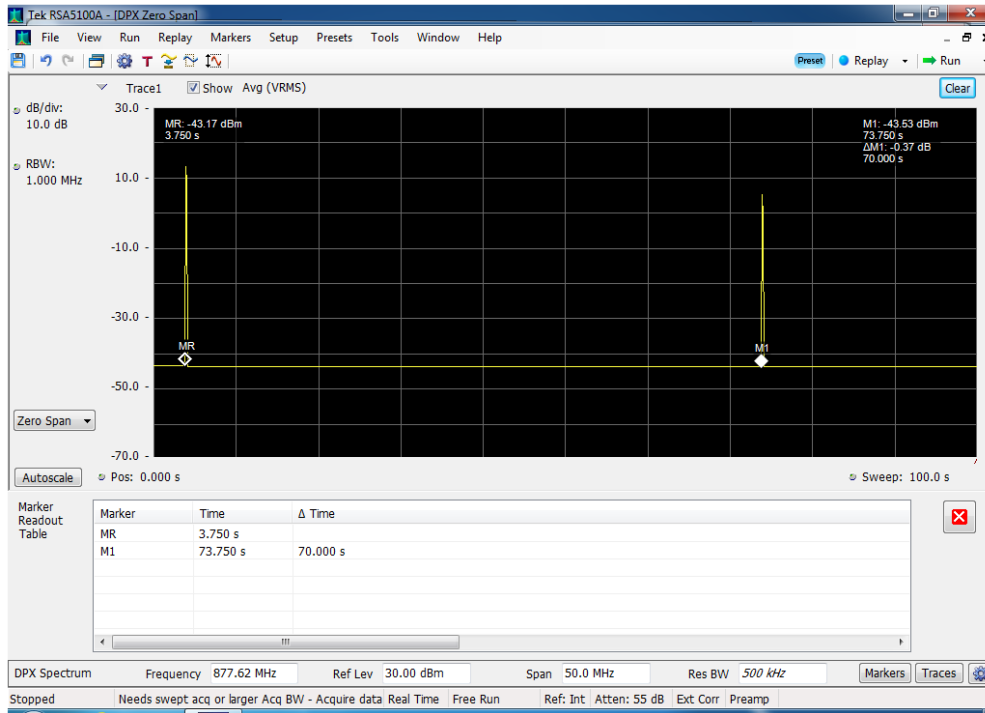 Tek RSA5100A - [DPX Zero Span]
File View Run Replay Markers Setup Presets Tools Window Help
T Preset Replay Run
Trace1 Show Avg (VRMS) Clear
dB/div:
10.0 dB
RBW:
1.000 MHz
30.0 -
10.0 -
-10.0 -
-30.0 -
-50.0 -
-70.0 -
MR: -43.17 dBm
3.750 s
M1: -43.53 dBm
73.750 s
ΔM1: -0.37 dB
70.000 s
MR
M1
Zero Span
Autoscale Pos: 0.000 s Sweep: 100.0 s
Marker
Readout
Table
Marker Time Δ Time
MR 3.750 s
M1 73.750 s 70.000 s
DPX Spectrum Frequency 877.62 MHz Ref Lev 30.00 dBm Span 50.0 MHz Res BW 500 kHz Markers Traces
Stopped Needs swept acq or larger Acq BW - Acquire data Real Time Free Run Ref: Int Atten: 55 dB Ext Corr Preamp